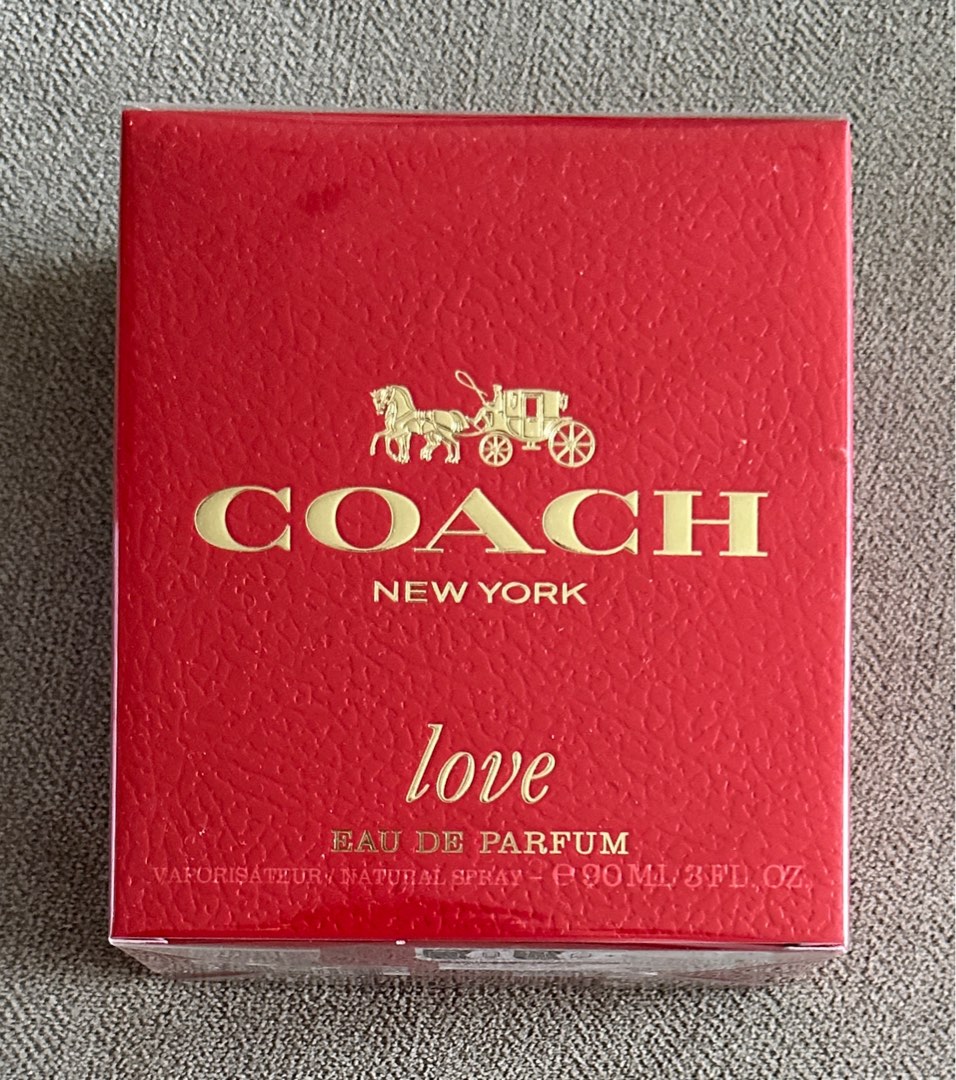 COACH
NEW YORK
love
EAU DE PARFUM
VAPORISATEUR / NATURAL SPRAY - ℮ 90 ML 3 FL. OZ.